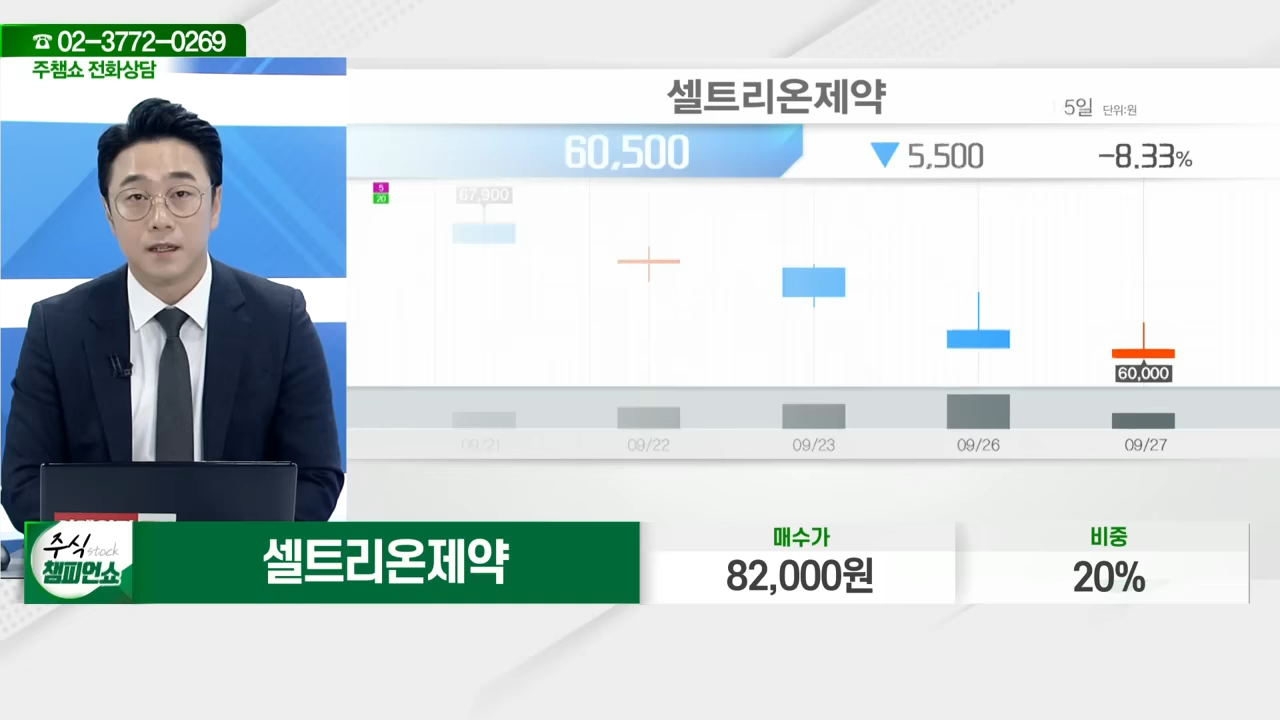 ☎ 02-3772-0269
주챔쇼 전화상담
셀트리온제약
5일 단위:원
60,500
▼ 5,500
-8.33%
5
20
67,900
60,000
09/21
09/22
09/23
09/26
09/27
주식 stock
챔피언쇼
셀트리온제약
매수가
82,000원
비중
20%